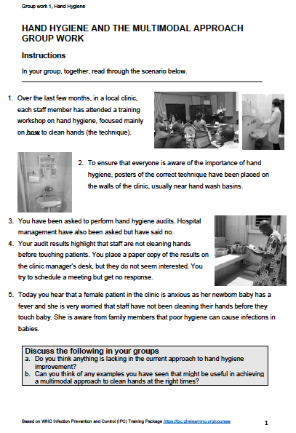 Group work 1, Hand Hygiene
HAND HYGIENE AND THE MULTIMODAL APPROACH
GROUP WORK
Instructions
In your group, together, read through the scenario below.
1. Over the last few months, in a local clinic,
each staff member has attended a training
workshop on hand hygiene, focused mainly
on how to clean hands (the technique).
2. To ensure that everyone is aware of the importance of hand
hygiene, posters of the correct technique have been placed on
the walls of the clinic, usually near hand wash basins.
3. You have been asked to perform hand hygiene audits. Hospital
management have also been asked but have said no.
4. Your audit results highlight that staff are not cleaning hands
before touching patients. You place a paper copy of the results on
the clinic manager's desk, but they do not seem interested. You
try to schedule a meeting but get no response.
5. Today you hear that a female patient in the clinic is anxious as her newborn baby has a
fever and she is very worried that staff have not been cleaning their hands before they
touch baby. She is aware from family members that poor hygiene can cause infections in
babies.
Discuss the following in your groups
a. Do you think anything is lacking in the current approach to hand hygiene
improvement?
b. Can you think of any examples you have seen that might be useful in achieving
a multimodal approach to clean hands at the right times?
Based on WHO Infection Prevention and Control (IPC) Training Package
1